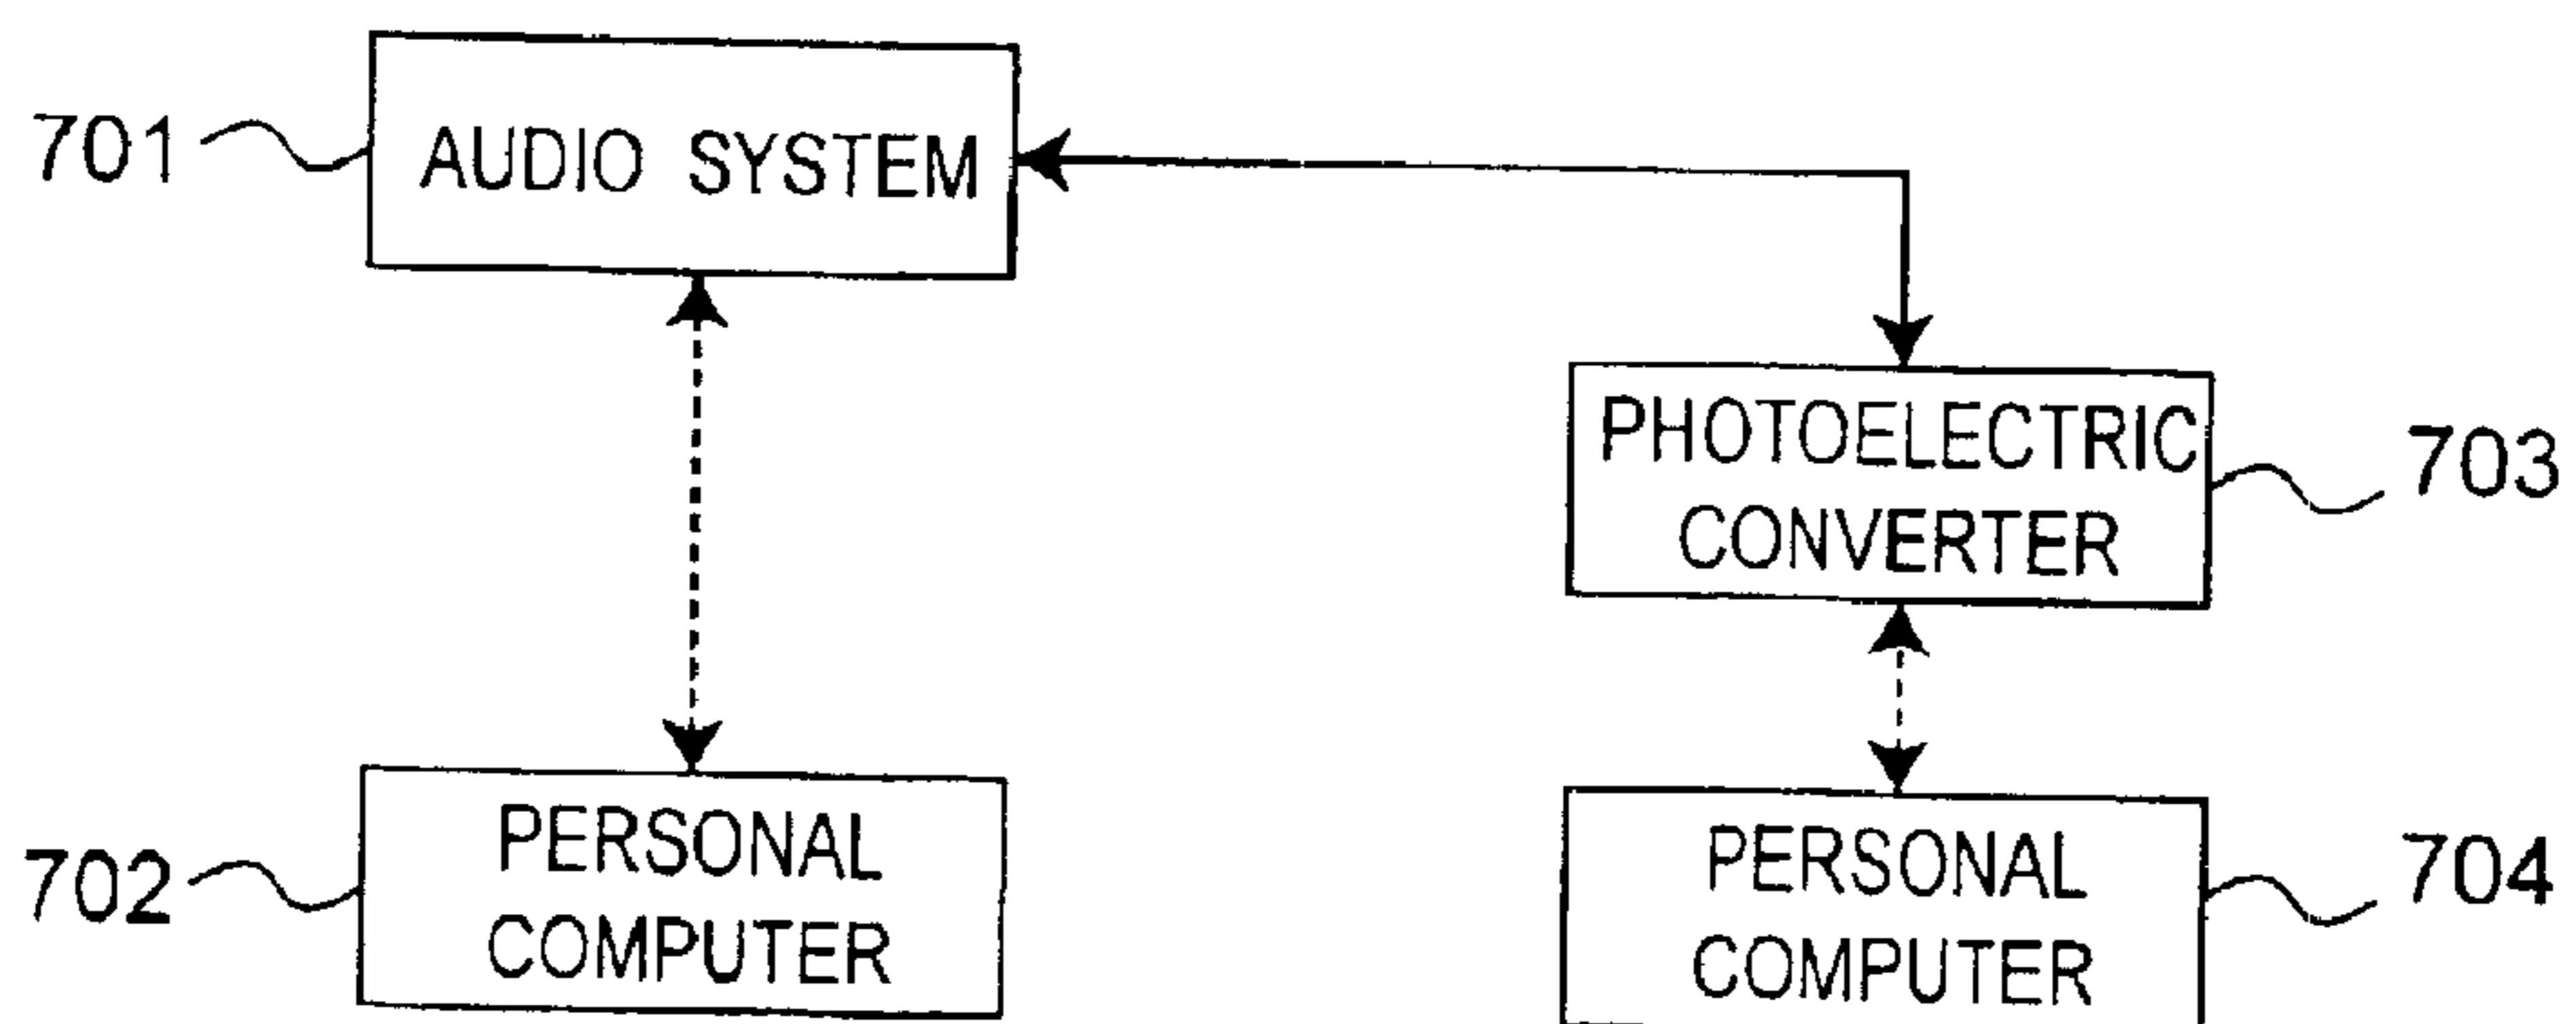 701
AUDIO SYSTEM
PHOTOELECTRIC
CONVERTER
703
702
PERSONAL
COMPUTER
PERSONAL
COMPUTER
704